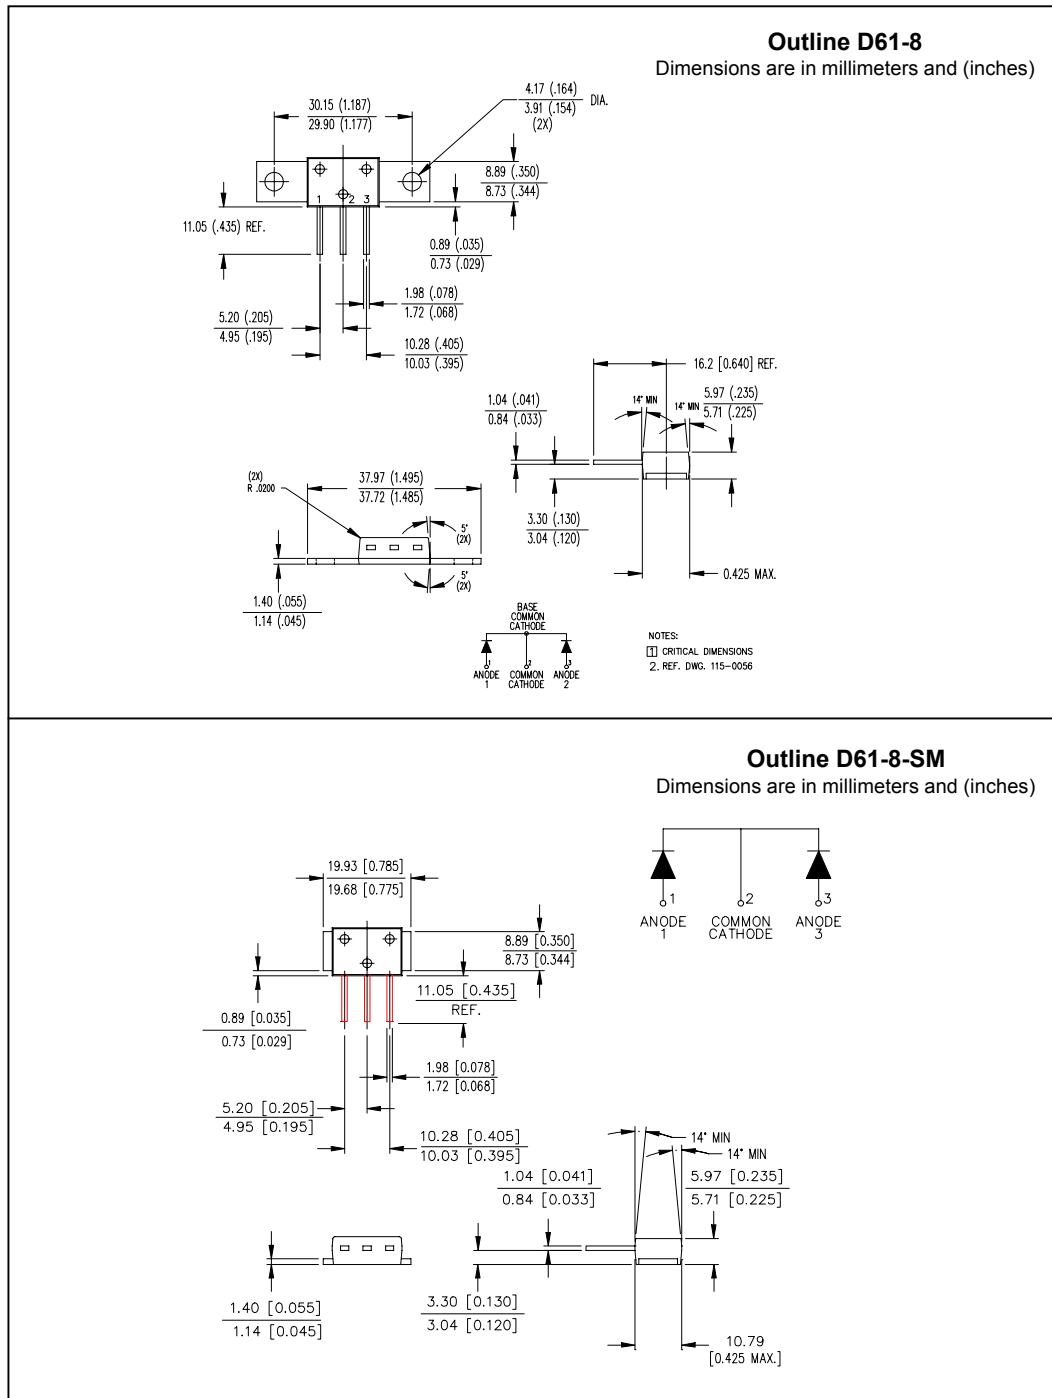 Outline D61-8
Dimensions are in millimeters and (inches)
30.15 (1.187)
29.90 (1.177)
4.17 (.164)
3.91 (.154)
DIA.
(2X)
8.89 (.350)
8.73 (.344)
1 2 3
11.05 (.435) REF.
0.89 (.035)
0.73 (.029)
1.98 (.078)
1.72 (.068)
5.20 (.205)
4.95 (.195)
10.28 (.405)
10.03 (.395)
16.2 [0.640] REF.
1.04 (.041)
0.84 (.033)
14° MIN
14° MIN
5.97 (.235)
5.71 (.225)
(2X)
R .0200
37.97 (1.495)
37.72 (1.485)
5°
(2X)
3.30 (.130)
3.04 (.120)
5°
(2X)
0.425 MAX.
1.40 (.055)
1.14 (.045)
BASE
COMMON
CATHODE
1 2 3
ANODE COMMON ANODE
1 CATHODE 2
NOTES:
1 CRITICAL DIMENSIONS
2. REF. DWG. 115-0056
Outline D61-8-SM
Dimensions are in millimeters and (inches)
19.93 [0.785]
19.68 [0.775]
1 2 3
ANODE COMMON ANODE
1 CATHODE 3
8.89 [0.350]
8.73 [0.344]
11.05 [0.435]
REF.
0.89 [0.035]
0.73 [0.029]
1.98 [0.078]
1.72 [0.068]
5.20 [0.205]
4.95 [0.195]
10.28 [0.405]
10.03 [0.395]
14° MIN
14° MIN
1.04 [0.041]
0.84 [0.033]
5.97 [0.235]
5.71 [0.225]
1.40 [0.055]
1.14 [0.045]
3.30 [0.130]
3.04 [0.120]
10.79
[0.425 MAX.]